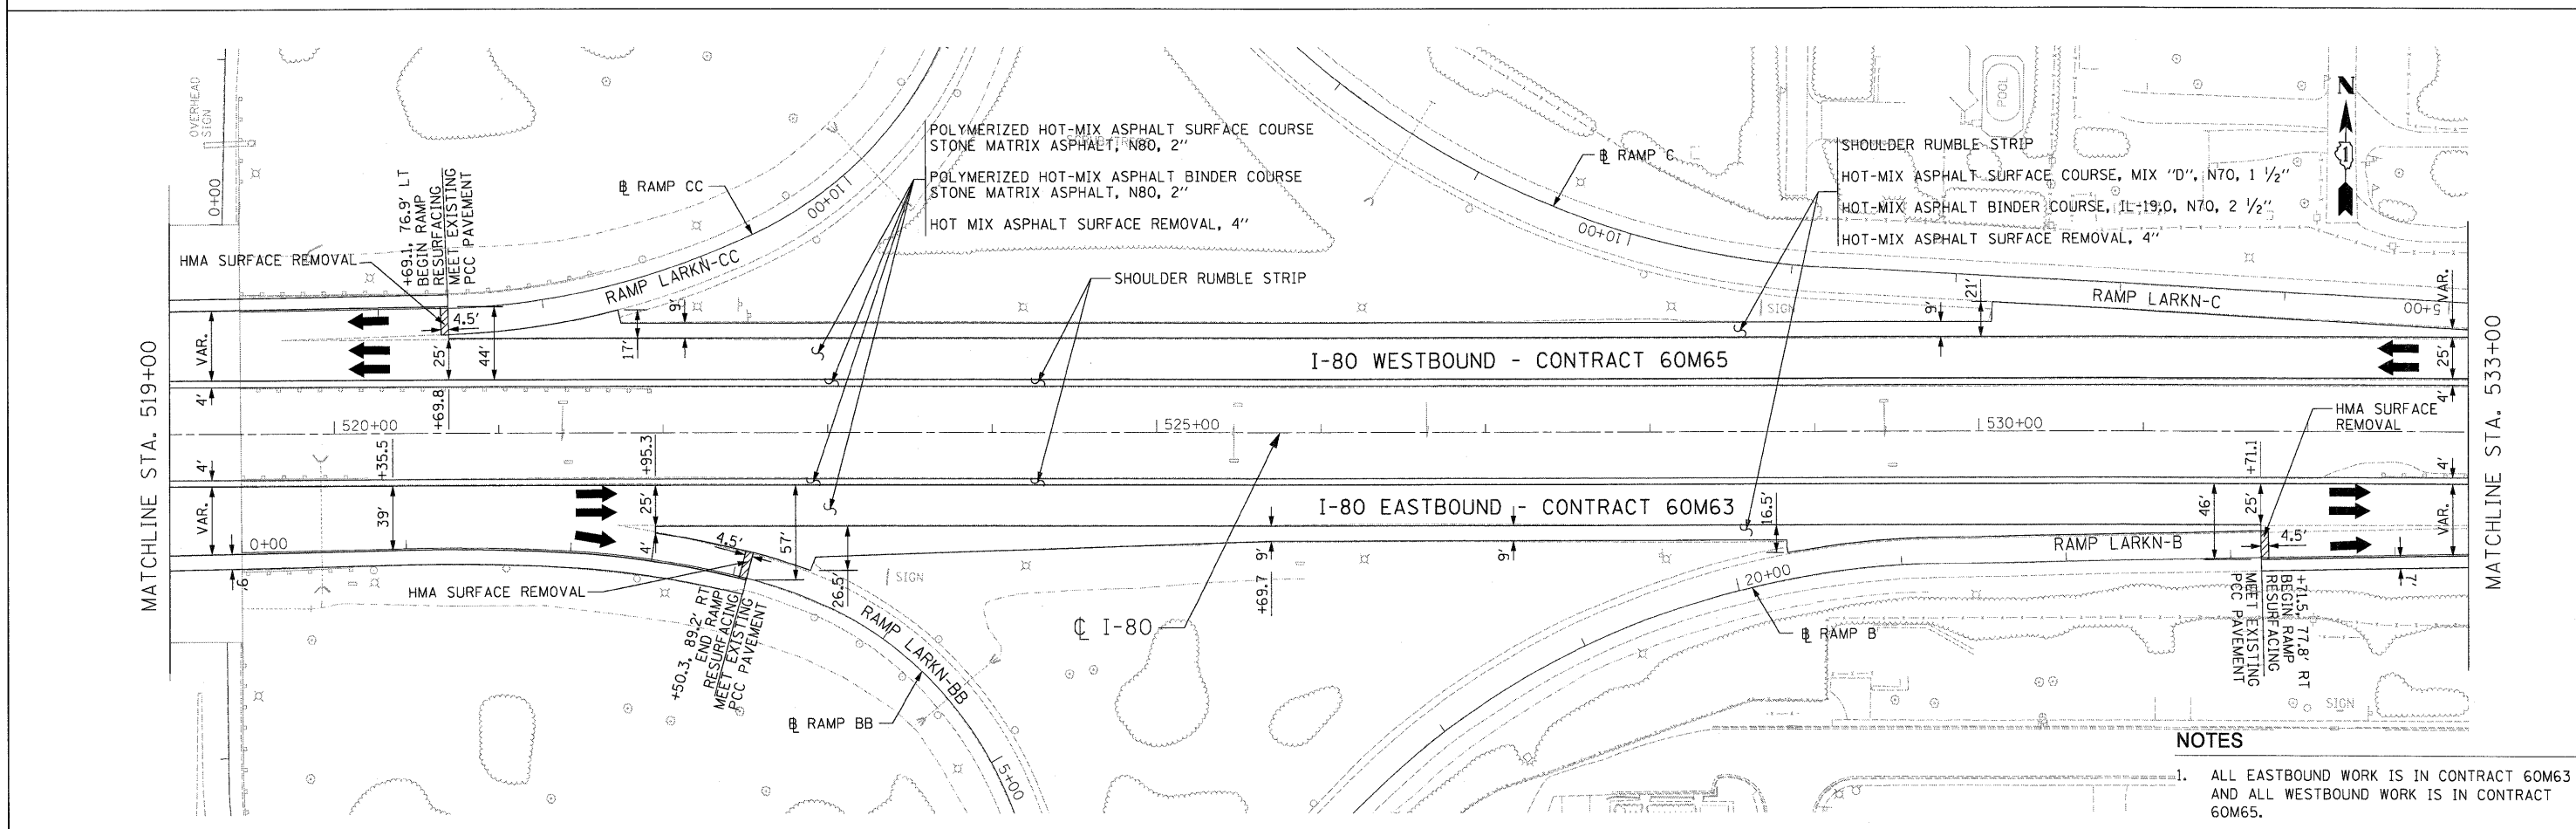 OVERHEAD
SIGN
0+00
+69.1, 76.9' LT
BEGIN RAMP
RESURFACING
MEET EXISTING
PCC PAVEMENT
HMA SURFACE REMOVAL
℄ RAMP CC
10+00
RAMP LARKN-CC
POLYMERIZED HOT-MIX ASPHALT SURFACE COURSE
STONE MATRIX ASPHALT, N80, 2"
POLYMERIZED HOT-MIX ASPHALT BINDER COURSE
STONE MATRIX ASPHALT, N80, 2"
HOT MIX ASPHALT SURFACE REMOVAL, 4"
SHOULDER RUMBLE STRIP
℄ RAMP C
10+00
POOL
SHOULDER RUMBLE STRIP
HOT-MIX ASPHALT SURFACE COURSE, MIX "D", N70, 1 1/2"
HOT-MIX ASPHALT BINDER COURSE, IL-19.0, N70, 2 1/2"
HOT-MIX ASPHALT SURFACE REMOVAL, 4"
N
1
SIGN
RAMP LARKN-C
5+00
VAR.
21'
9'
9'
17'
4.5'
25'
44'
VAR.
4'
+69.8
I-80 WESTBOUND - CONTRACT 60M65
25'
4'
MATCHLINE STA. 519+00
MATCHLINE STA. 533+00
520+00
525+00
530+00
HMA SURFACE
REMOVAL
4'
+35.5
+95.3
+71.1
4'
VAR.
39'
25'
4'
4.5'
57'
26.5'
I-80 EASTBOUND - CONTRACT 60M63
16.5'
46'
25'
4.5'
VAR.
0+00
6'
9'
+69.7
9'
RAMP LARKN-B
7'
HMA SURFACE REMOVAL
SIGN
20+00
+50.3, 89.2' RT
END RAMP
RESURFACING
MEET EXISTING
PCC PAVEMENT
RAMP LARKN-BB
℄ I-80
℄ RAMP B
+71.5, 77.8' RT
BEGIN RAMP
RESURFACING
MEET EXISTING
PCC PAVEMENT
℄ RAMP BB
5+00
SIGN
NOTES
1. ALL EASTBOUND WORK IS IN CONTRACT 60M63
AND ALL WESTBOUND WORK IS IN CONTRACT
60M65.